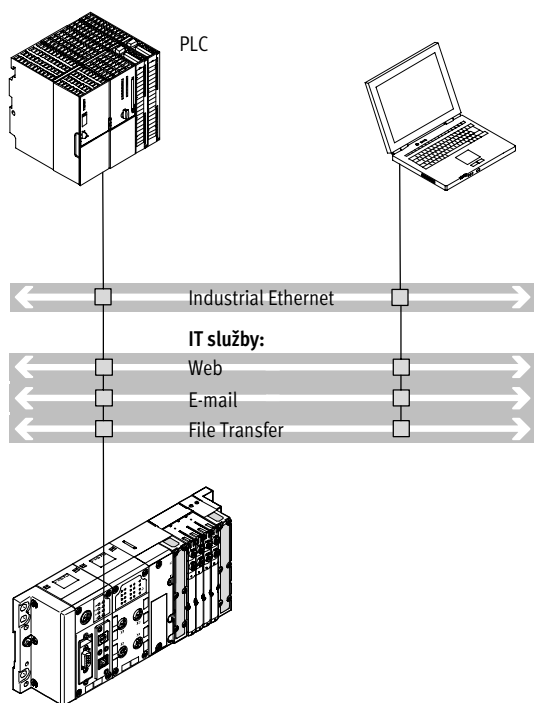 PLC
Industrial Ethernet
IT služby:
Web
E-mail
File Transfer